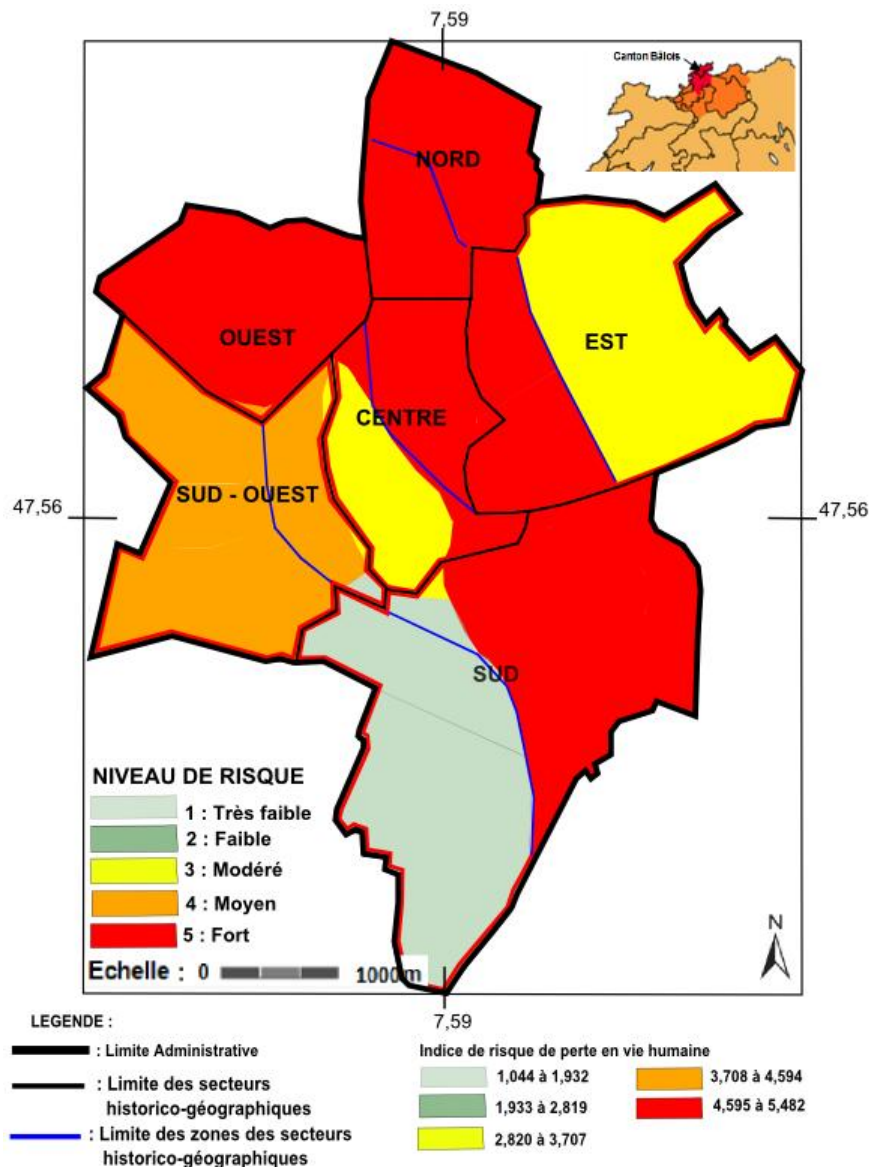 7,59
Canton Bâlois
NORD
OUEST
EST
CENTRE
SUD - OUEST
47,56
47,56
SUD
NIVEAU DE RISQUE
1 : Très faible
2 : Faible
3 : Modéré
4 : Moyen
5 : Fort
Echelle : 0 1000m
N
7,59
LEGENDE :
: Limite Administrative
: Limite des secteurs
historico-géographiques
: Limite des zones des secteurs
historico-géographiques
Indice de risque de perte en vie humaine
1,044 à 1,932
3,708 à 4,594
1,933 à 2,819
4,595 à 5,482
2,820 à 3,707